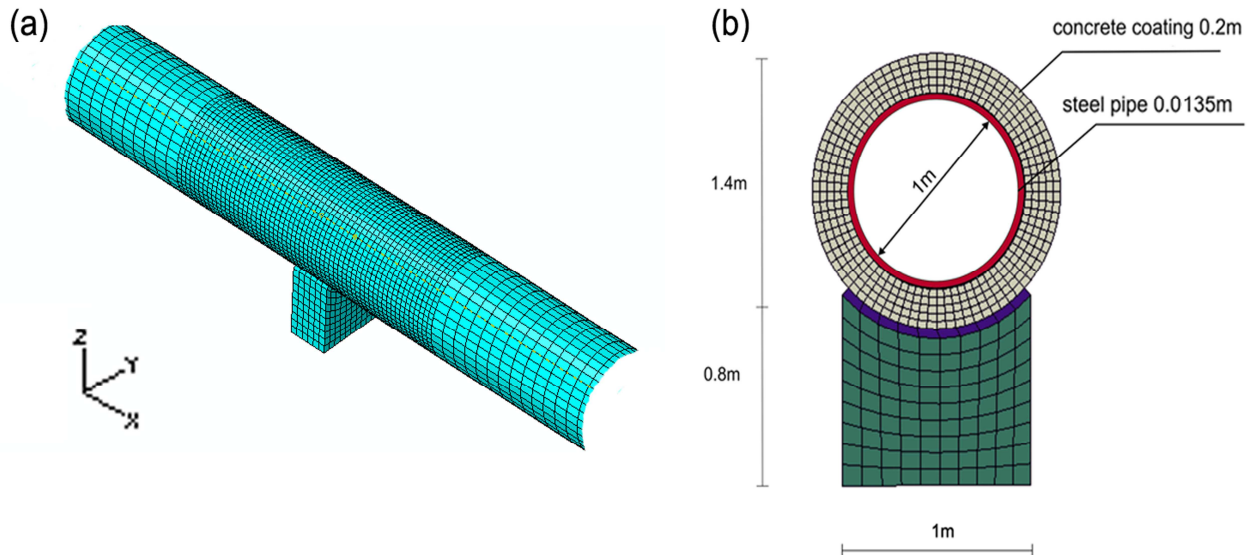 (a)
Z
Y
X
(b)
concrete coating 0.2m
steel pipe 0.0135m
1m
1.4m
0.8m
1m